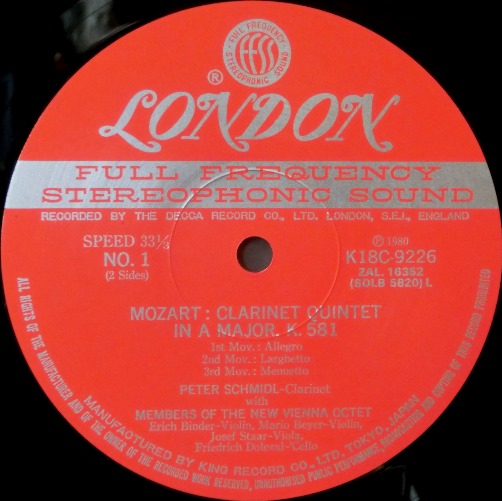 FULL FREQUENCY
FFSS
STEREOPHONIC SOUND
®
LONDON
FULL FREQUENCY
STEREOPHONIC SOUND
RECORDED BY THE DECCA RECORD CO., LTD. LONDON, S.E.I., ENGLAND
SPEED 33⅓
NO. 1
(2 Sides)
℗ 1980
K18C-9226
ZAL. 16352
(SOLB 5820) L
MOZART: CLARINET QUINTET
IN A MAJOR. K. 581
1st Mov.: Allegro
2nd Mov.: Larghetto
3rd Mov.: Menuetto
PETER SCHMIDL-Clarinet
with
MEMBERS OF THE NEW VIENNA OCTET
Erich Binder-Violin, Mario Beyer-Violin,
Josef Staar-Viola,
Friedrich Dolezal-'Cello
MANUFACTURED BY KING RECORD CO., LTD. TOKYO, JAPAN
ALL RIGHTS OF THE MANUFACTURER AND OF THE OWNER OF THE RECORDED WORK RESERVED. UNAUTHORISED PUBLIC PERFORMANCE, BROADCASTING AND COPYING OF THIS RECORD PROHIBITED